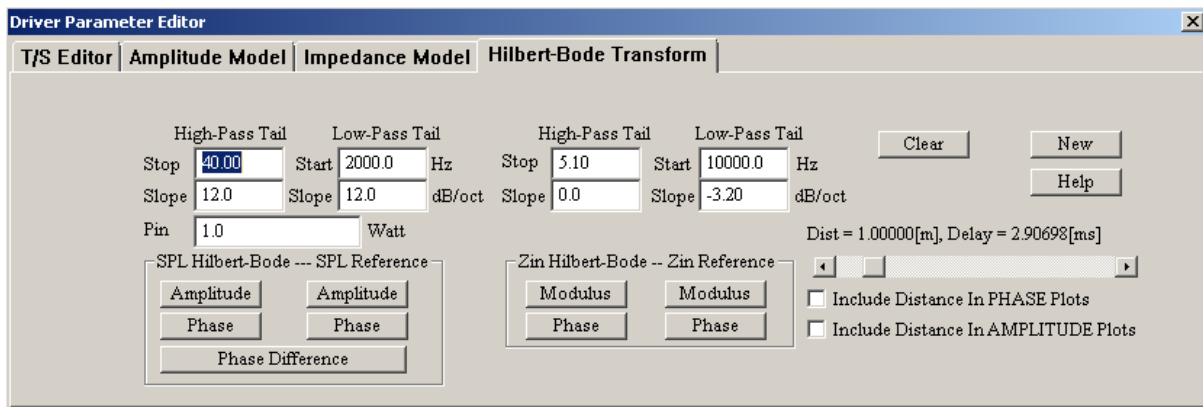 Driver Parameter Editor
T/S Editor Amplitude Model Impedance Model Hilbert-Bode Transform
High-Pass Tail Low-Pass Tail High-Pass Tail Low-Pass Tail Clear New
Stop 40.00 Start 2000.0 Hz Stop 5.10 Start 10000.0 Hz
Slope 12.0 Slope 12.0 dB/oct Slope 0.0 Slope -3.20 dB/oct Help
Pin 1.0 Watt
Dist = 1.00000[m], Delay = 2.90698[ms]
SPL Hilbert-Bode --- SPL Reference Zin Hilbert-Bode -- Zin Reference
Amplitude Amplitude Modulus Modulus Include Distance In PHASE Plots
Phase Phase Phase Phase Include Distance In AMPLITUDE Plots
Phase Difference